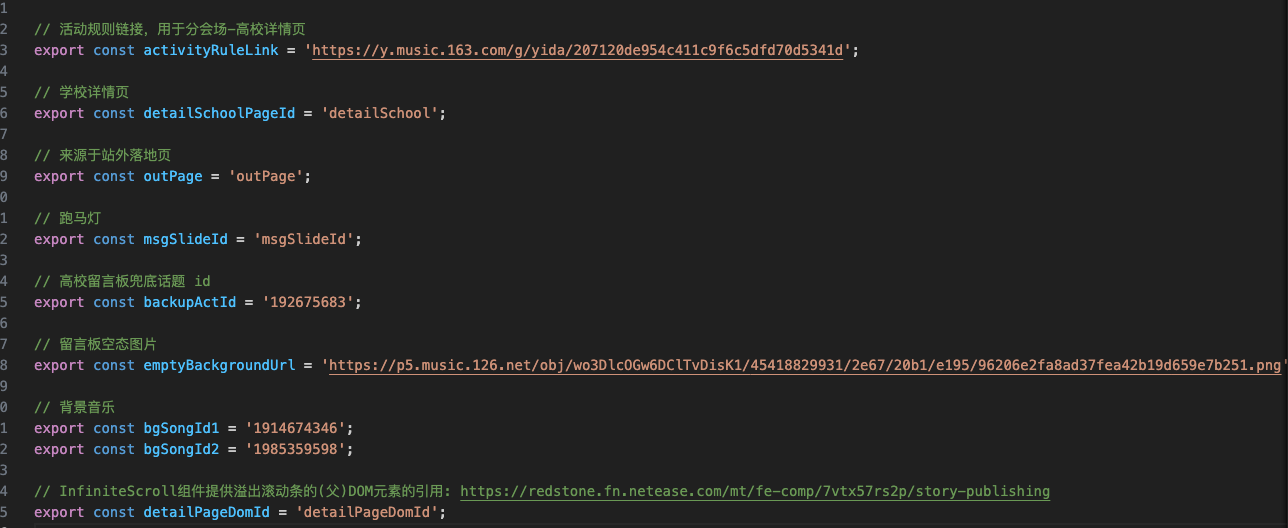 1
2 // 活动规则链接，用于分会场-高校详情页
3 export const activityRuleLink = 'https://y.music.163.com/g/yida/207120de954c411c9f6c5dfd70d5341d';
4
5 // 学校详情页
6 export const detailSchoolPageId = 'detailSchool';
7
8 // 来源于站外落地页
9 export const outPage = 'outPage';
0
1 // 跑马灯
2 export const msgSlideId = 'msgSlideId';
3
4 // 高校留言板兜底话题 id
5 export const backupActId = '192675683';
6
7 // 留言板空态图片
8 export const emptyBackgroundUrl = 'https://p5.music.126.net/obj/wo3DlcOGw6DClTvDisK1/45418829931/2e67/20b1/e195/96206e2fa8ad37fea42b19d659e7b251.png'
9
0 // 背景音乐
1 export const bgSongId1 = '1914674346';
2 export const bgSongId2 = '1985359598';
3
4 // InfiniteScroll组件提供溢出滚动条的(父)DOM元素的引用: https://redstone.fn.netease.com/mt/fe-comp/7vtx57rs2p/story-publishing
5 export const detailPageDomId = 'detailPageDomId';